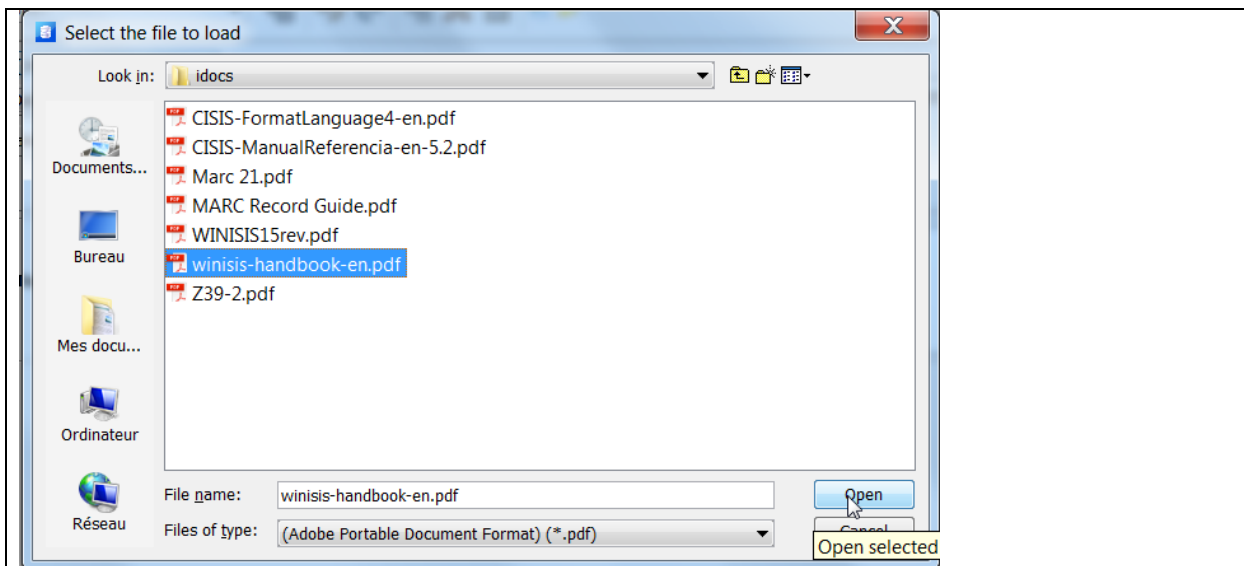 Select the file to load
X
Look in: idocs
CISIS-FormatLanguage4-en.pdf
CISIS-ManualReferencia-en-5.2.pdf
Marc 21.pdf
MARC Record Guide.pdf
WINISIS15rev.pdf
winisis-handbook-en.pdf
Z39-2.pdf
Documents...
Bureau
Mes docu...
Ordinateur
Réseau
File name: winisis-handbook-en.pdf Open
Files of type: (Adobe Portable Document Format) (*.pdf) Cancel
Open selected